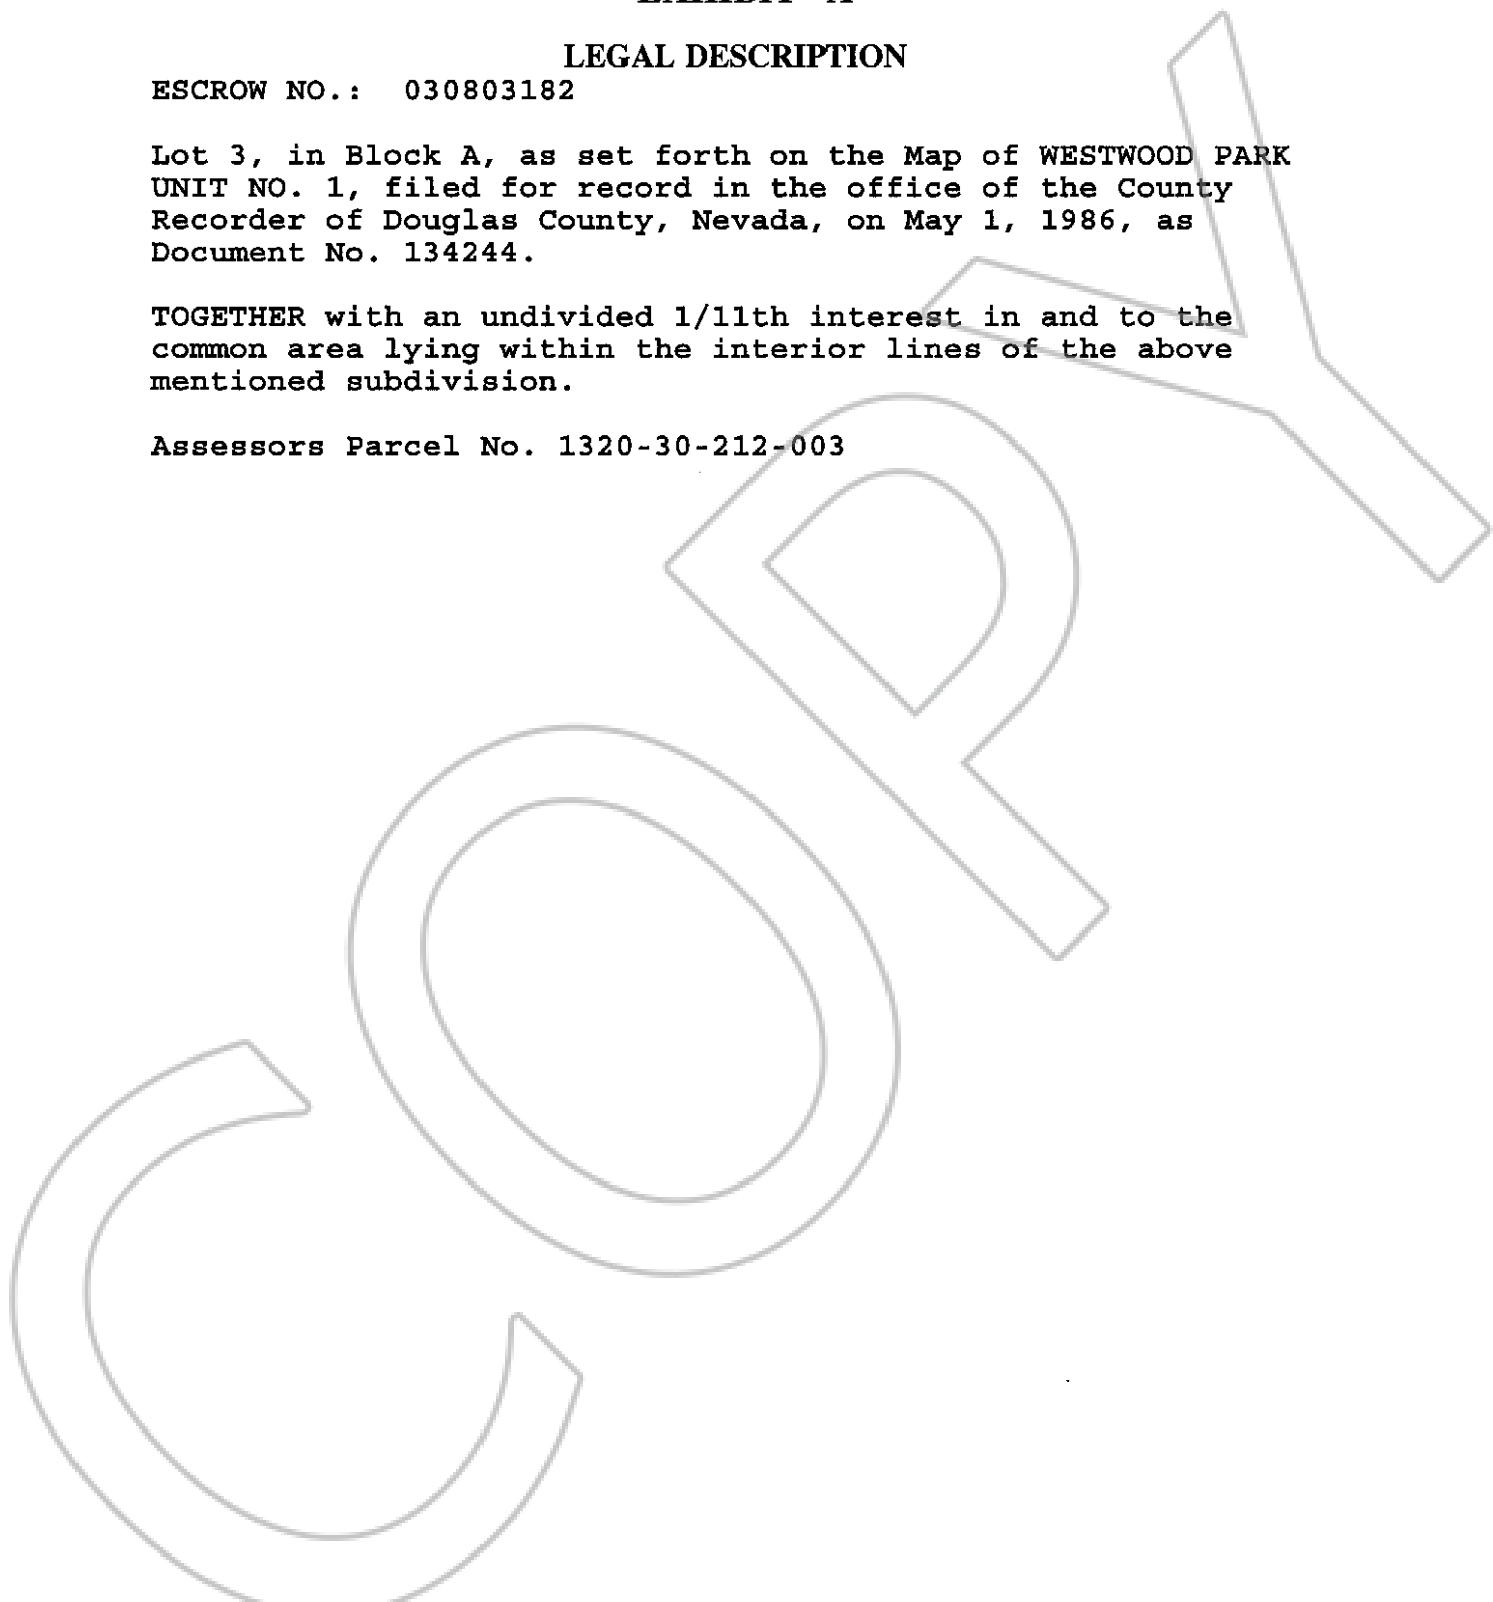 EXHIBIT "A"
LEGAL DESCRIPTION
ESCROW NO.: 030803182
Lot 3, in Block A, as set forth on the Map of WESTWOOD PARK
UNIT NO. 1, filed for record in the office of the County
Recorder of Douglas County, Nevada, on May 1, 1986, as
Document No. 134244.
TOGETHER with an undivided 1/11th interest in and to the
common area lying within the interior lines of the above
mentioned subdivision.
Assessors Parcel No. 1320-30-212-003
COPY